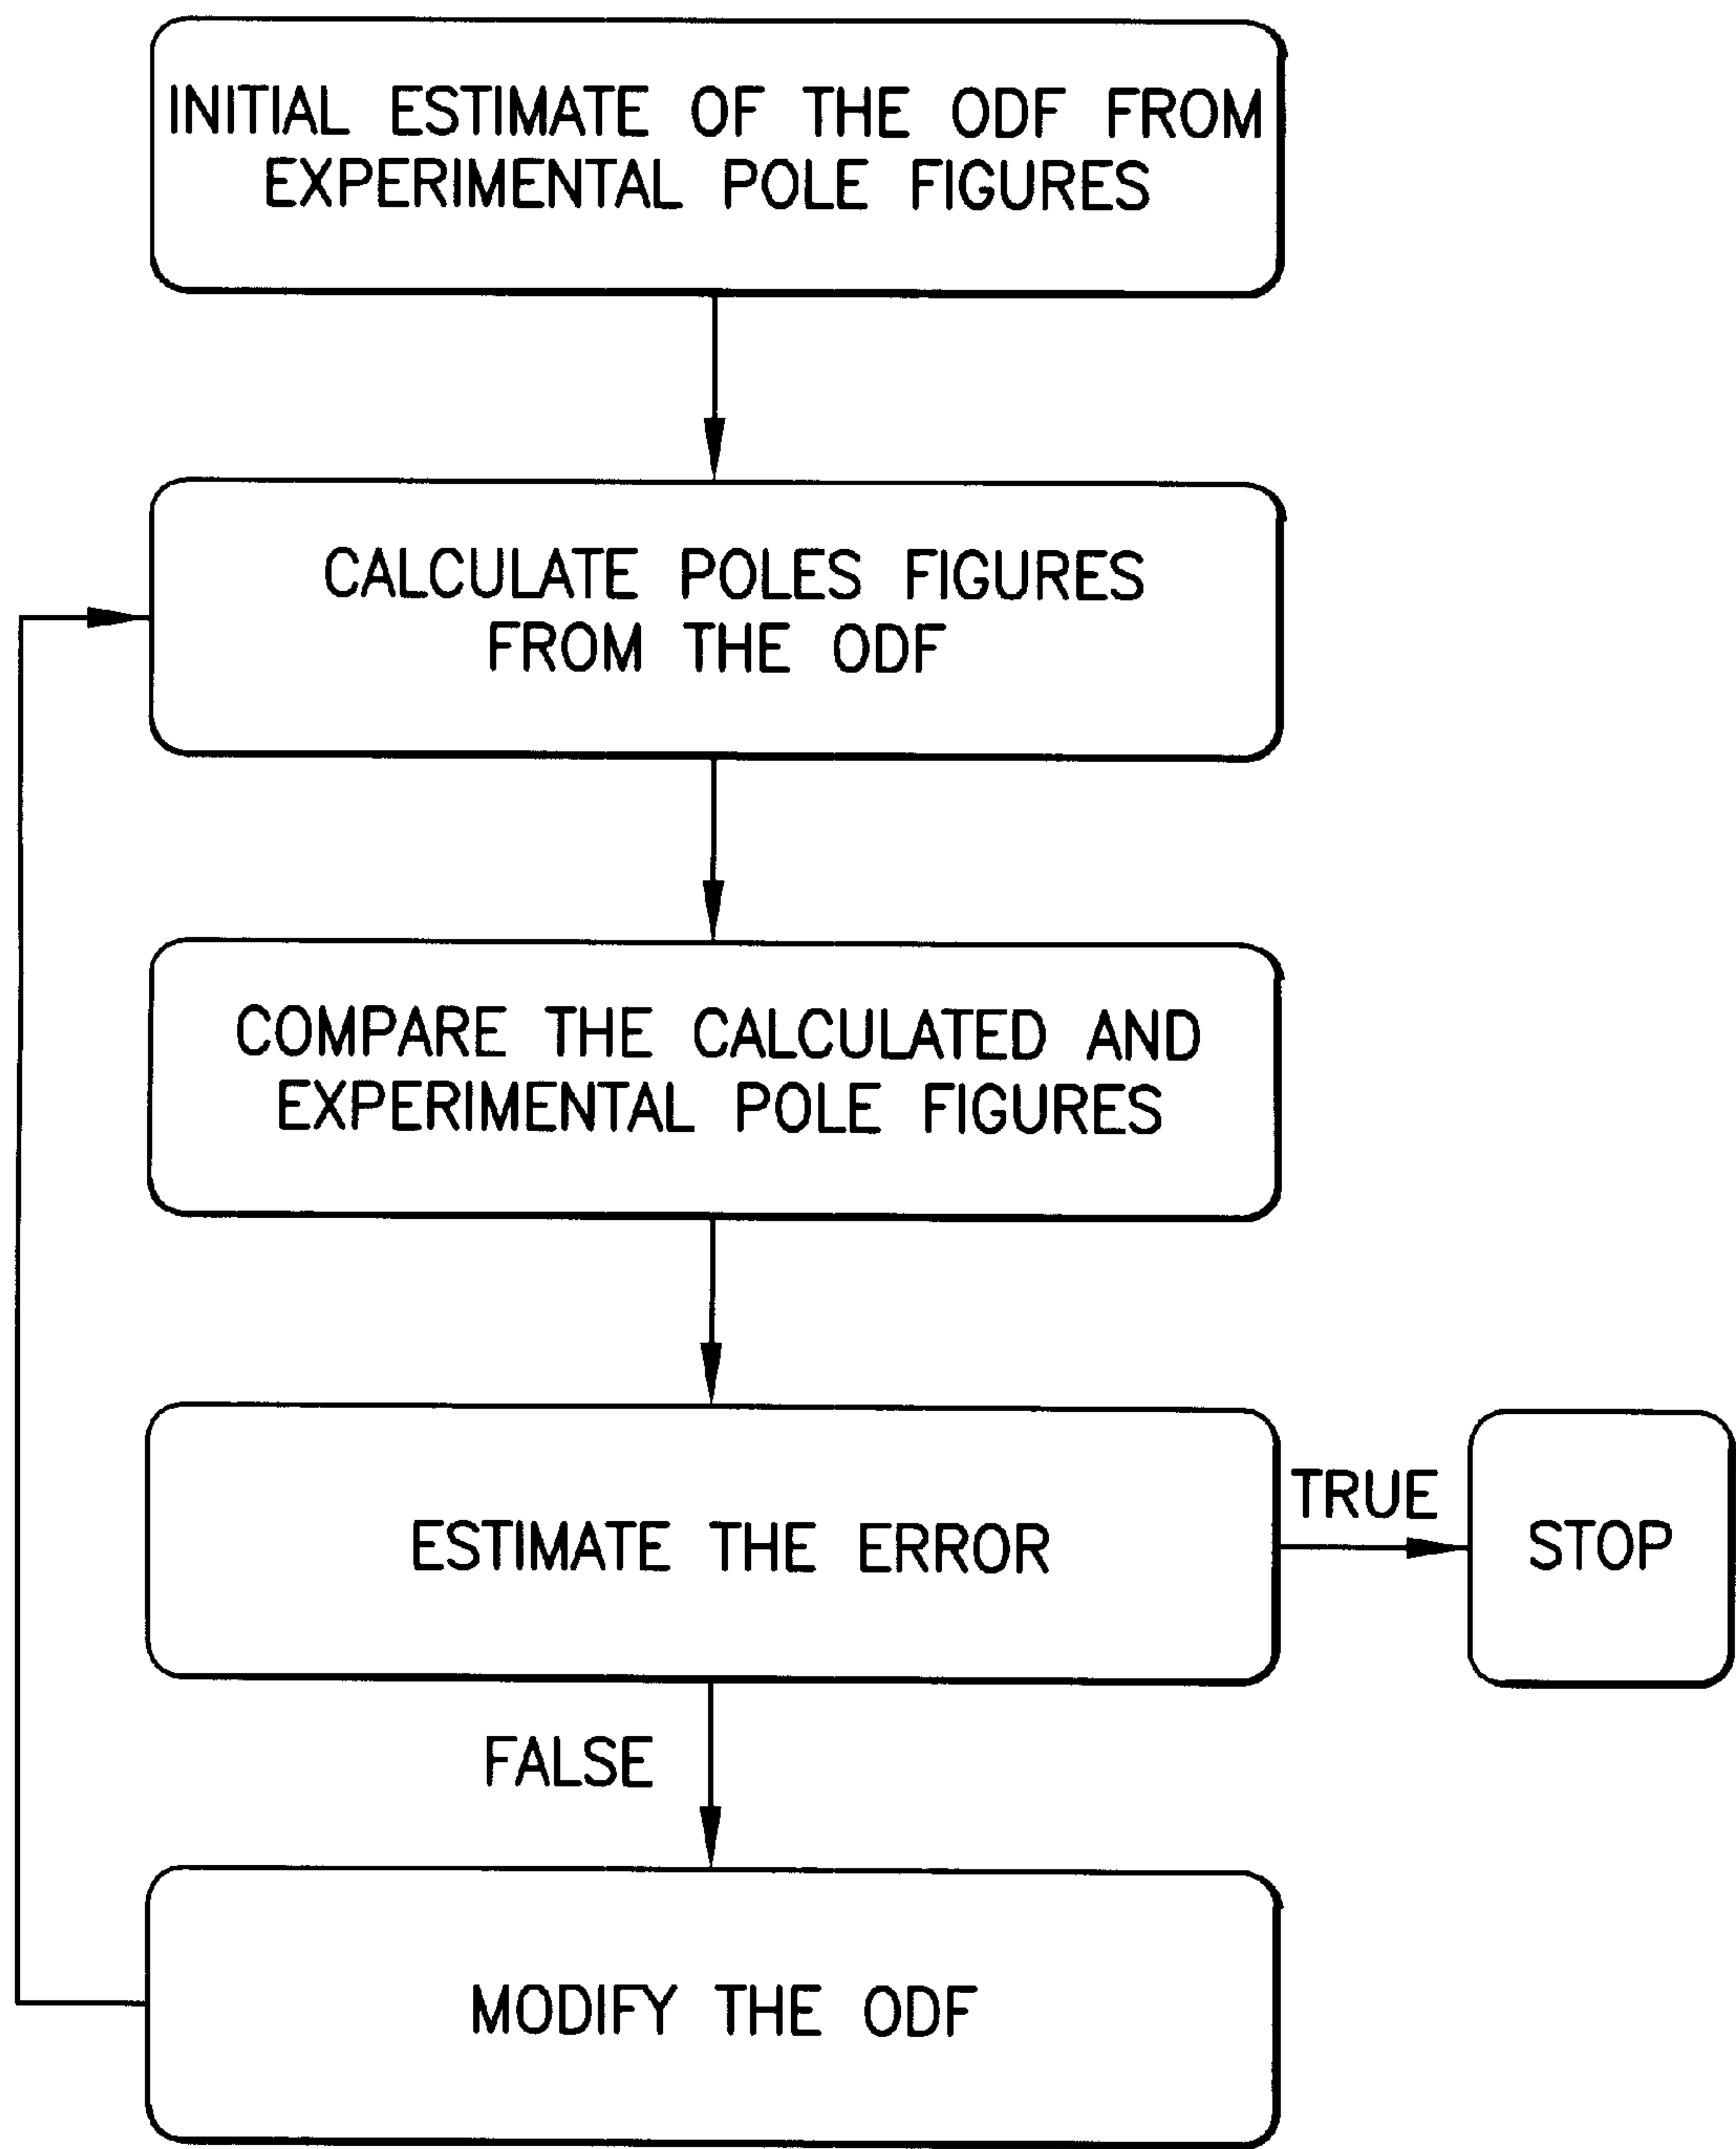 INITIAL ESTIMATE OF THE ODF FROM
EXPERIMENTAL POLE FIGURES
CALCULATE POLES FIGURES
FROM THE ODF
COMPARE THE CALCULATED AND
EXPERIMENTAL POLE FIGURES
ESTIMATE THE ERROR
TRUE
STOP
FALSE
MODIFY THE ODF